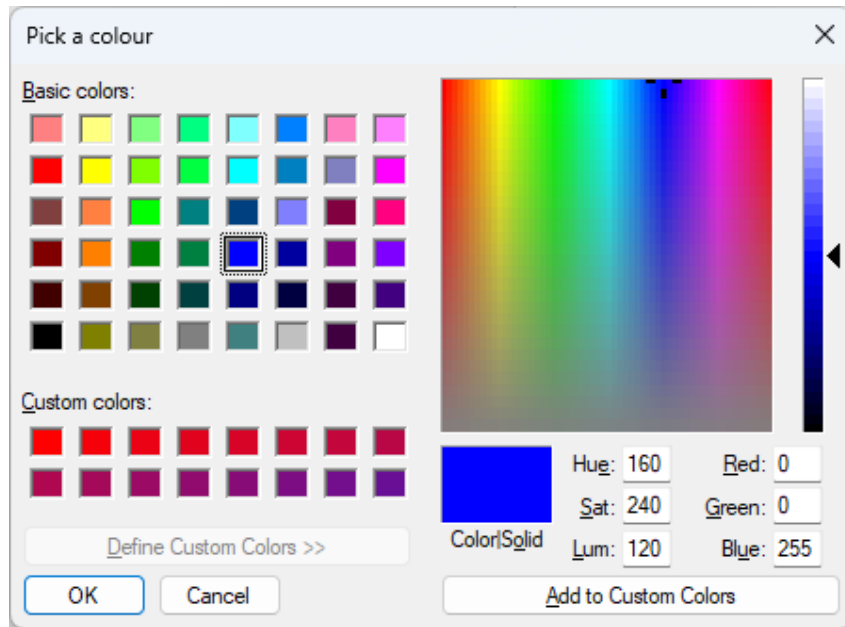 Pick a colour
Basic colors:
Custom colors:
Define Custom Colors >>
OK Cancel
Color|Solid
Hue: 160 Red: 0
Sat: 240 Green: 0
Lum: 120 Blue: 255
Add to Custom Colors